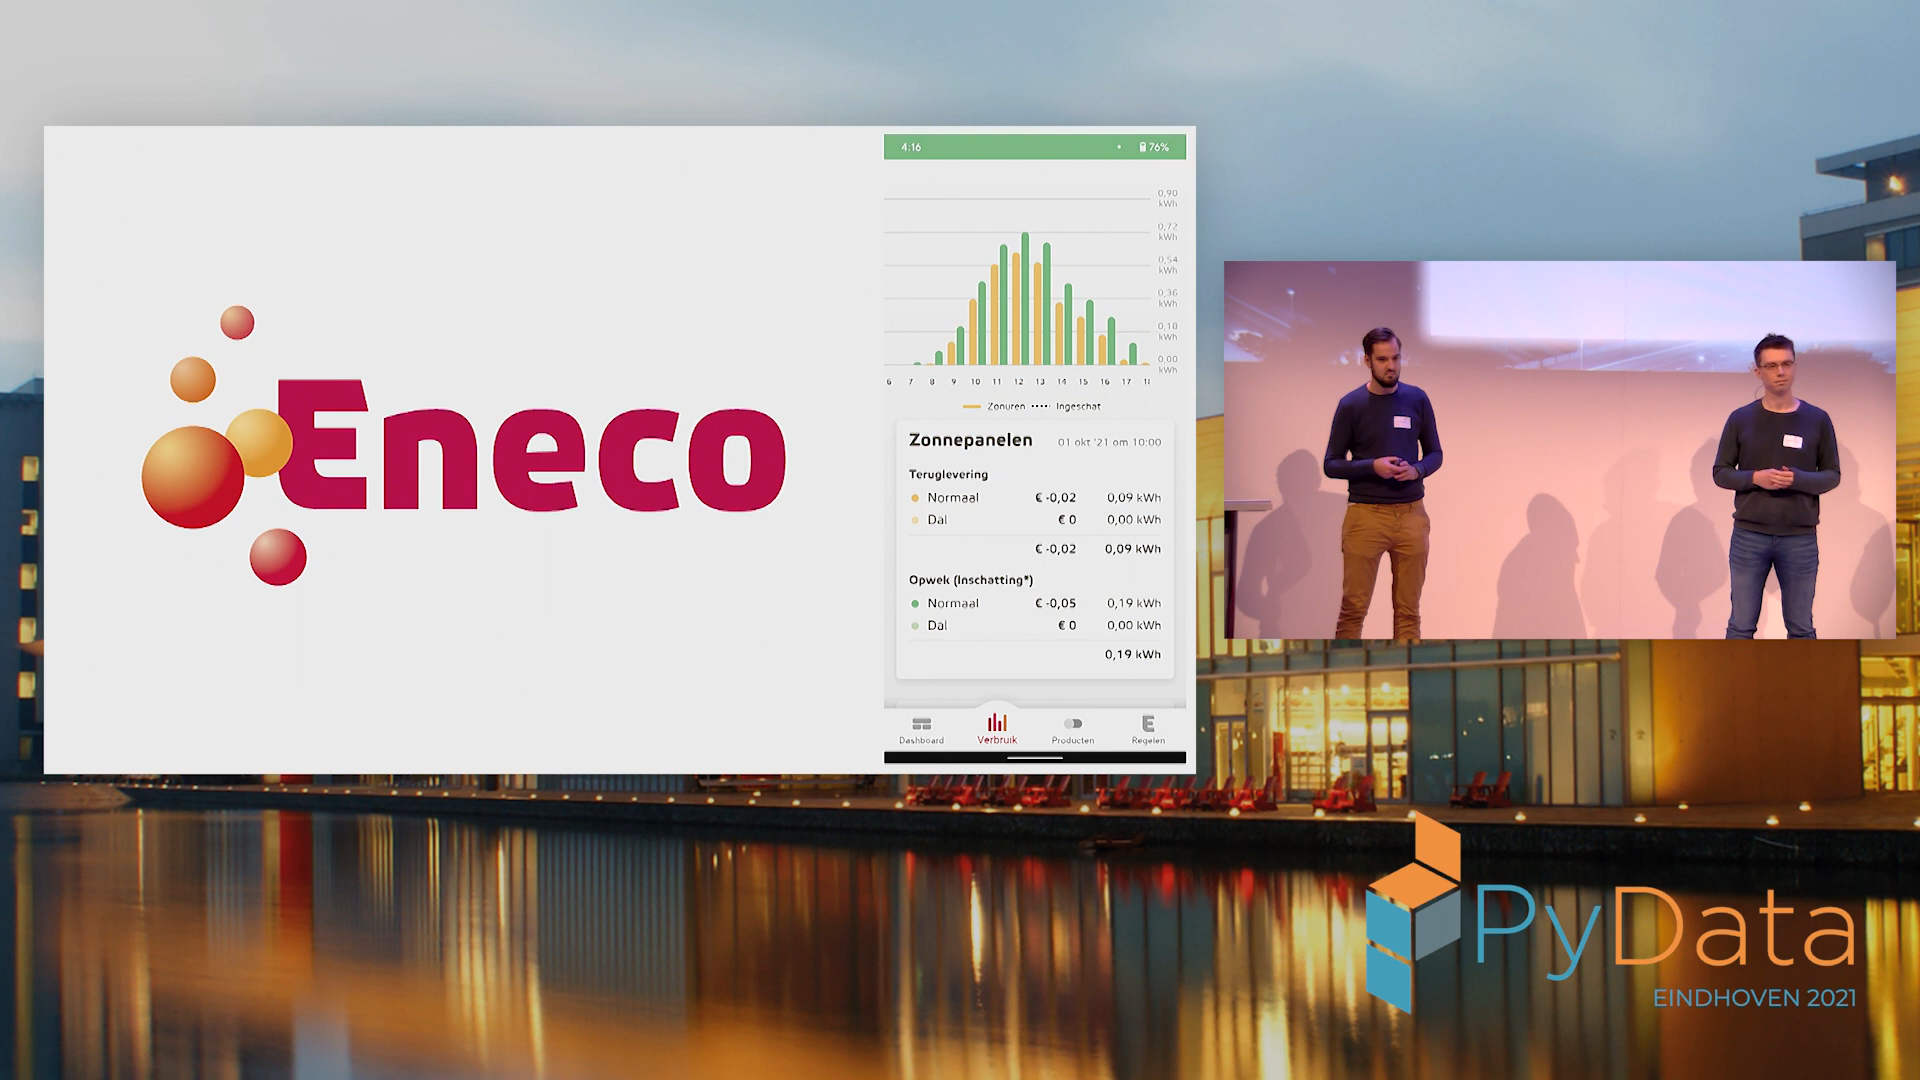 Eneco
4:16
76%
0,90
kWh
0,72
kWh
0,54
kWh
0,36
kWh
0,18
kWh
0,00
kWh
6 7 8 9 10 11 12 13 14 15 16 17 18
Zonuren Ingeschat
Zonnepanelen 01 okt '21 om 10:00
Teruglevering
Normaal € -0,02 0,09 kWh
Dal € 0 0,00 kWh
€ -0,02 0,09 kWh
Opwek (Inschatting*)
Normaal € -0,05 0,19 kWh
Dal € 0 0,00 kWh
0,19 kWh
Dashboard Verbruik Producten Regelen
PyData
EINDHOVEN 2021